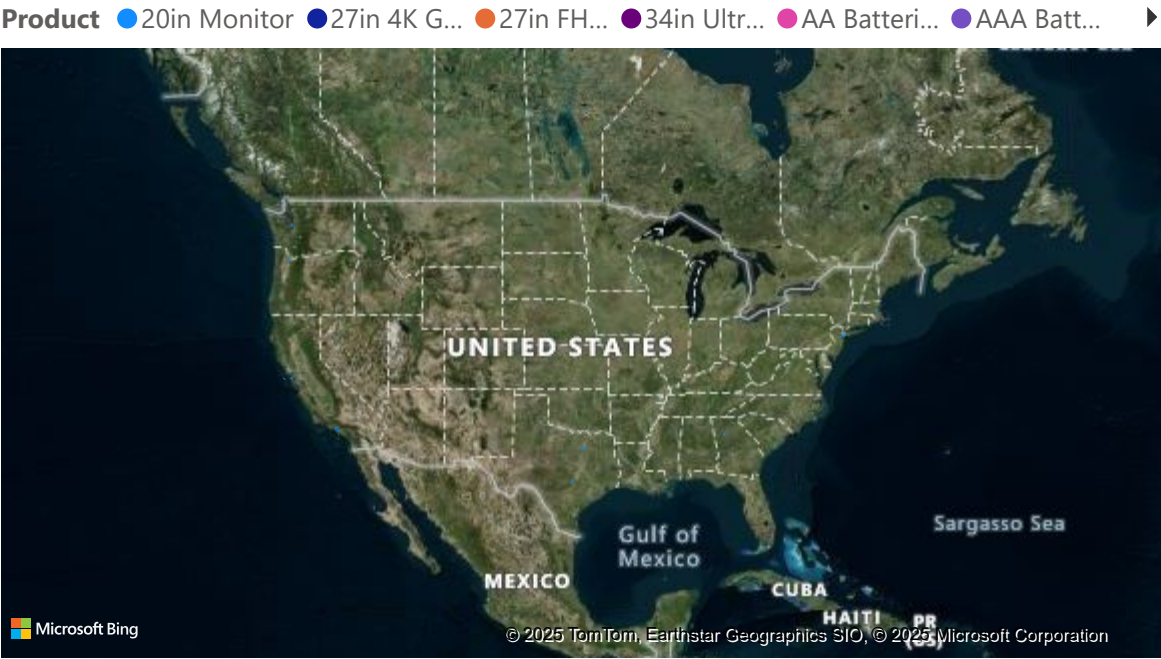 Product 20in Monitor 27in 4K G... 27in FH... 34in Ultr... AA Batteri... AAA Batt...
UNITED STATES
Sargasso Sea
Gulf of
Mexico
MEXICO
CUBA
HAITI
PR
(US)
Microsoft Bing
© 2025 TomTom, Earthstar Geographics SIO, © 2025 Microsoft Corporation